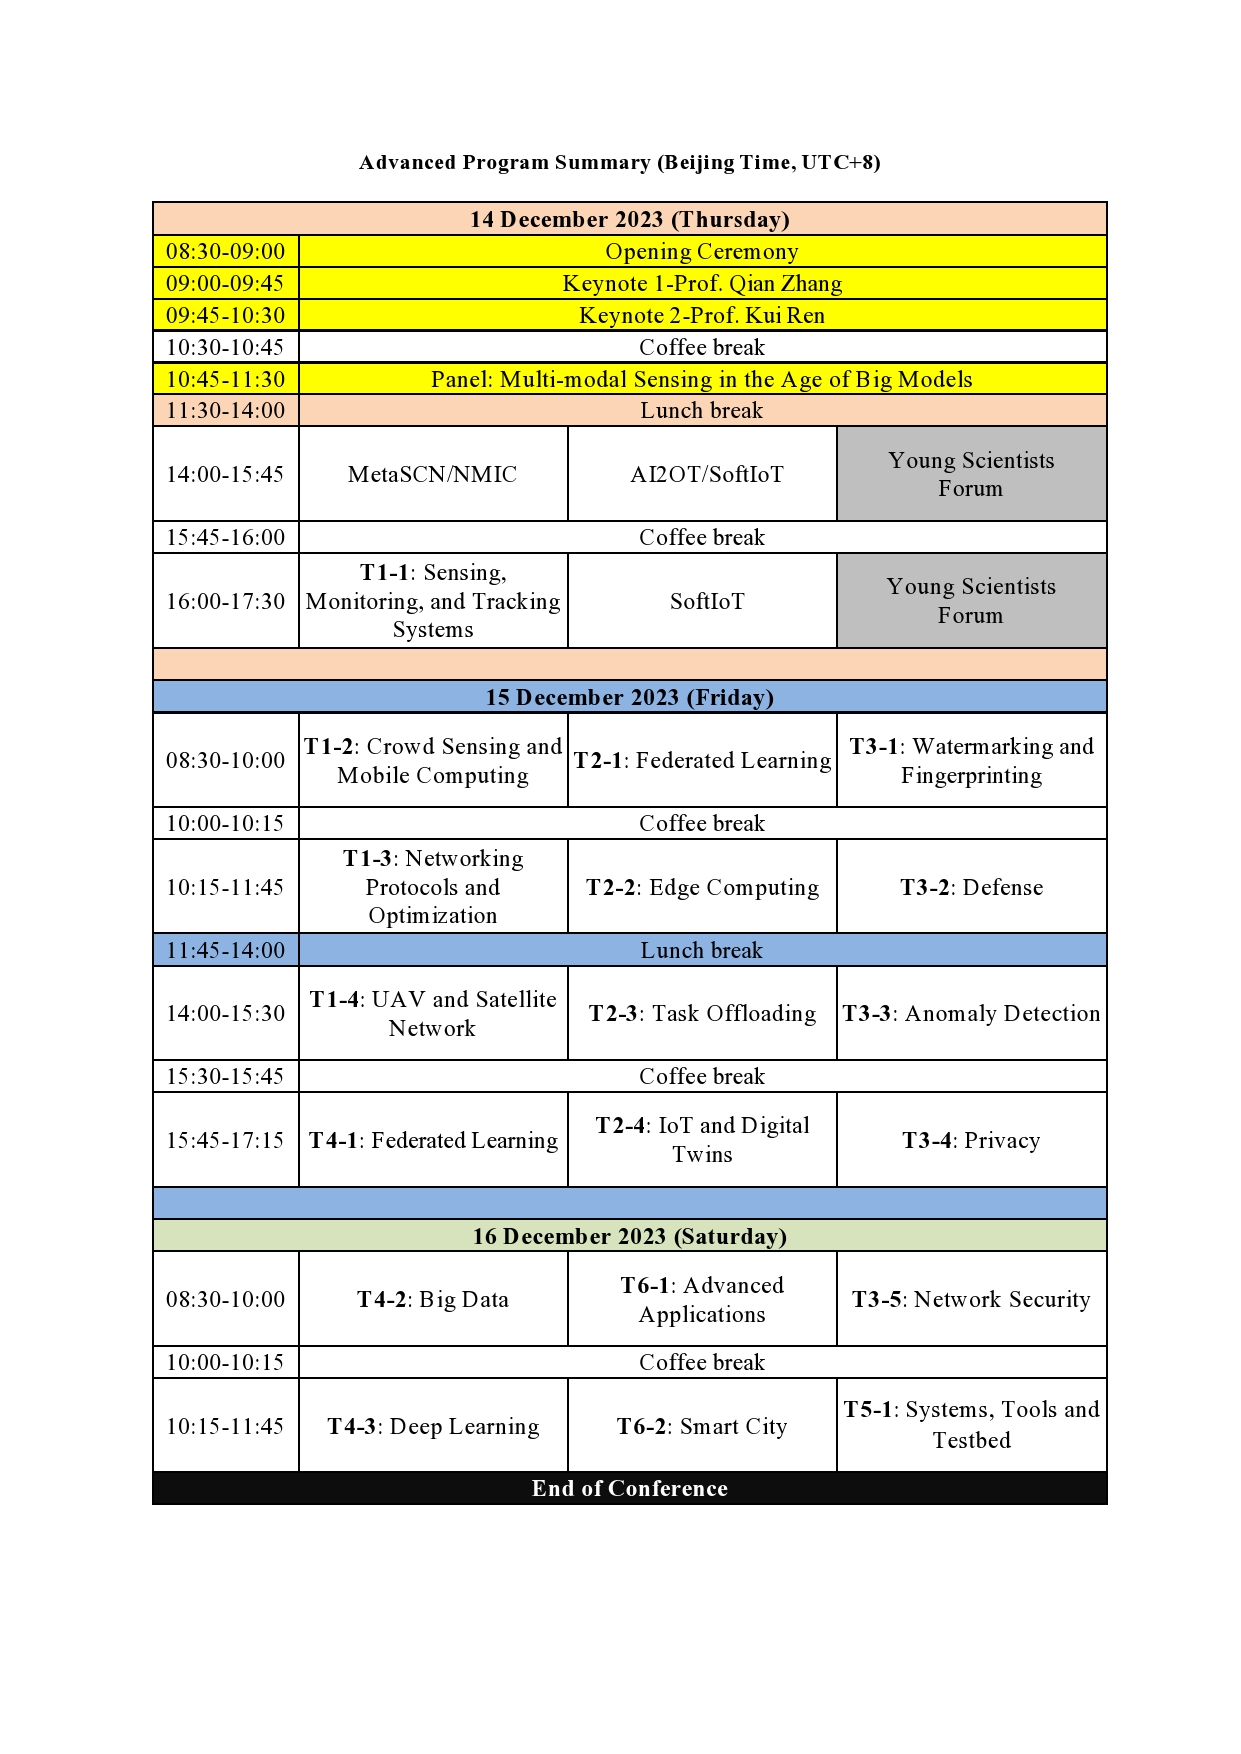 Advanced Program Summary (Beijing Time, UTC+8)
14 December 2023 (Thursday)
08:30-09:00 Opening Ceremony
09:00-09:45 Keynote 1-Prof. Qian Zhang
09:45-10:30 Keynote 2-Prof. Kui Ren
10:30-10:45 Coffee break
10:45-11:30 Panel: Multi-modal Sensing in the Age of Big Models
11:30-14:00 Lunch break
14:00-15:45
MetaSCN/NMIC
AI2OT/SoftIoT
Young Scientists
Forum
15:45-16:00 Coffee break
16:00-17:30
T1-1: Sensing,
Monitoring, and Tracking
Systems
SoftIoT
Young Scientists
Forum
15 December 2023 (Friday)
08:30-10:00
T1-2: Crowd Sensing and
Mobile Computing
T2-1: Federated Learning
T3-1: Watermarking and
Fingerprinting
10:00-10:15 Coffee break
10:15-11:45
T1-3: Networking
Protocols and
Optimization
T2-2: Edge Computing
T3-2: Defense
11:45-14:00 Lunch break
14:00-15:30
T1-4: UAV and Satellite
Network
T2-3: Task Offloading
T3-3: Anomaly Detection
15:30-15:45 Coffee break
15:45-17:15
T4-1: Federated Learning
T2-4: IoT and Digital
Twins
T3-4: Privacy
16 December 2023 (Saturday)
08:30-10:00
T4-2: Big Data
T6-1: Advanced
Applications
T3-5: Network Security
10:00-10:15 Coffee break
10:15-11:45
T4-3: Deep Learning
T6-2: Smart City
T5-1: Systems, Tools and
Testbed
End of Conference